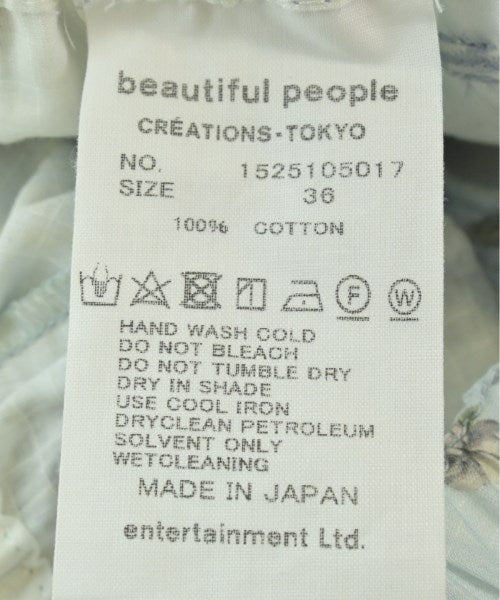 beautiful people
CRÉATIONS-TOKYO
NO. 1525105017
SIZE 36
100% COTTON
F W
HAND WASH COLD
DO NOT BLEACH
DO NOT TUMBLE DRY
DRY IN SHADE
USE COOL IRON
DRYCLEAN PETROLEUM
SOLVENT ONLY
WETCLEANING
MADE IN JAPAN
entertainment Ltd.